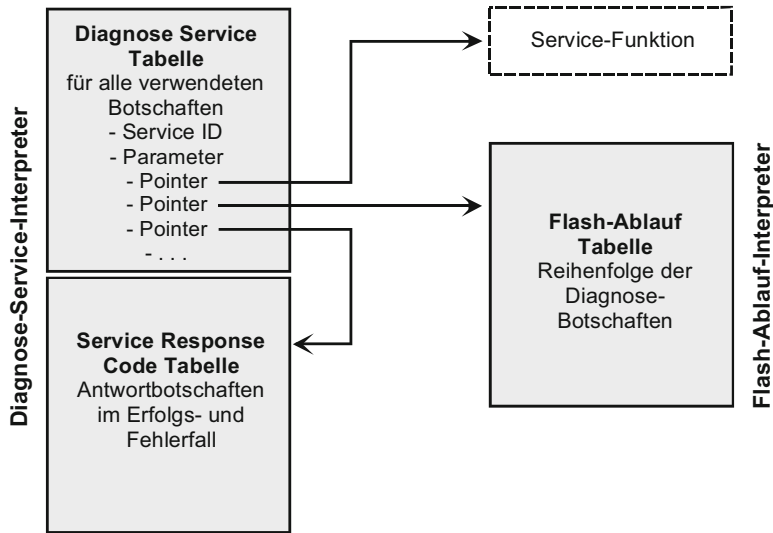 Diagnose-Service-Interpreter
Diagnose Service
Tabelle
für alle verwendeten
Botschaften
- Service ID
- Parameter
- Pointer
- Pointer
- Pointer
- . . .
Service Response
Code Tabelle
Antwortbotschaften
im Erfolgs- und
Fehlerfall
Service-Funktion
Flash-Ablauf
Tabelle
Reihenfolge der
Diagnose-
Botschaften
Flash-Ablauf-Interpreter